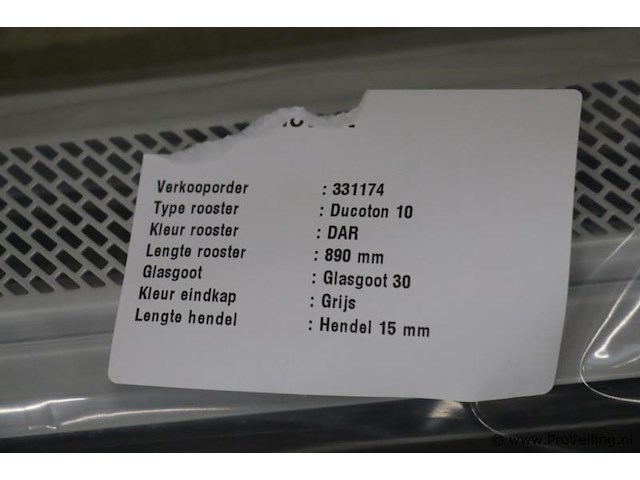 Verkooporder : 331174
Type rooster : Ducoton 10
Kleur rooster : DAR
Lengte rooster : 890 mm
Glasgoot : Glasgoot 30
Kleur eindkap : Grijs
Lengte hendel : Hendel 15 mm
© www.ProVeiling.nl